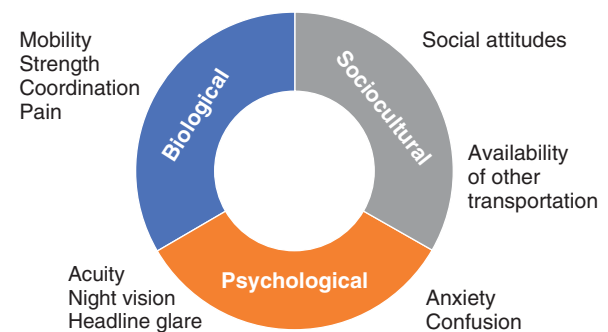 Mobility
Strength
Coordination
Pain
Biological
Sociocultural
Social attitudes
Availability
of other
transportation
Acuity
Night vision
Headline glare
Psychological
Anxiety
Confusion